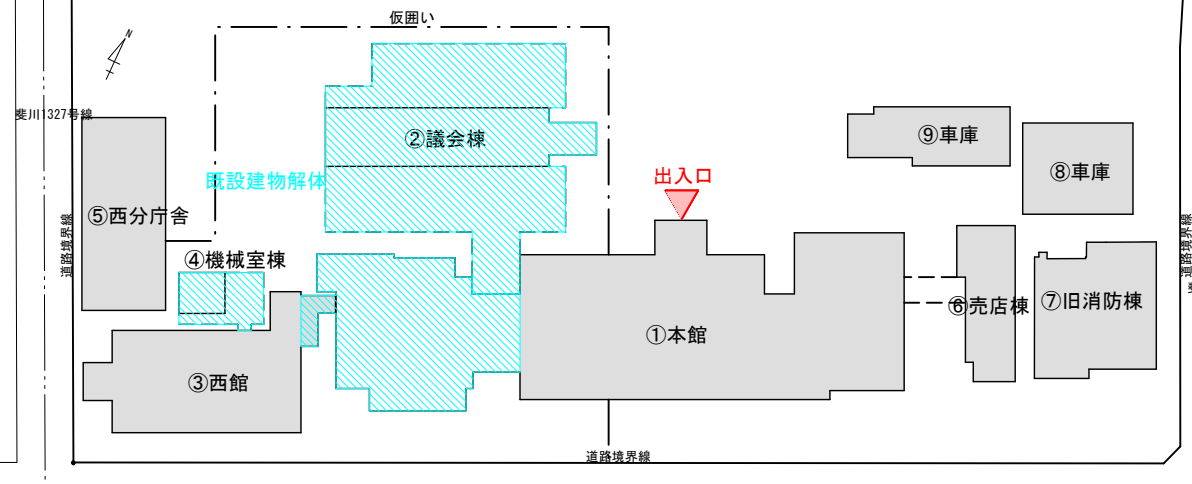 仮囲い
N
斐川1327号線
②議会棟
⑨車庫
⑧車庫
出入口
既設建物解体
⑤西分庁舎
道路境界線
④機械室棟
道路境界線
⑥売店棟
⑦旧消防棟
①本館
③西館
道路境界線